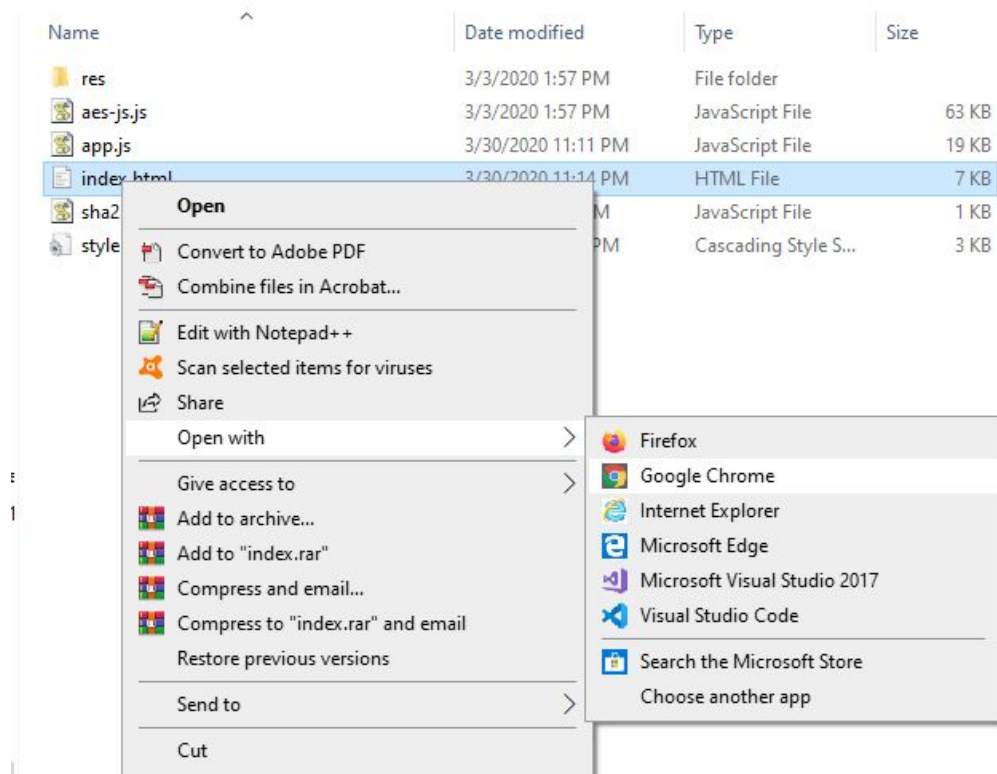 Name Date modified Type Size
res 3/3/2020 1:57 PM File folder
aes-js.js 3/3/2020 1:57 PM JavaScript File 63 KB
app.js 3/30/2020 11:11 PM JavaScript File 19 KB
index.html 3/30/2020 11:14 PM HTML File 7 KB
sha2 M JavaScript File 1 KB
style PM Cascading Style S... 3 KB
Open
Convert to Adobe PDF
Combine files in Acrobat...
Edit with Notepad++
Scan selected items for viruses
Share
Open with
Give access to
Add to archive...
Add to "index.rar"
Compress and email...
Compress to "index.rar" and email
Restore previous versions
Send to
Cut
Firefox
Google Chrome
Internet Explorer
Microsoft Edge
Microsoft Visual Studio 2017
Visual Studio Code
Search the Microsoft Store
Choose another app